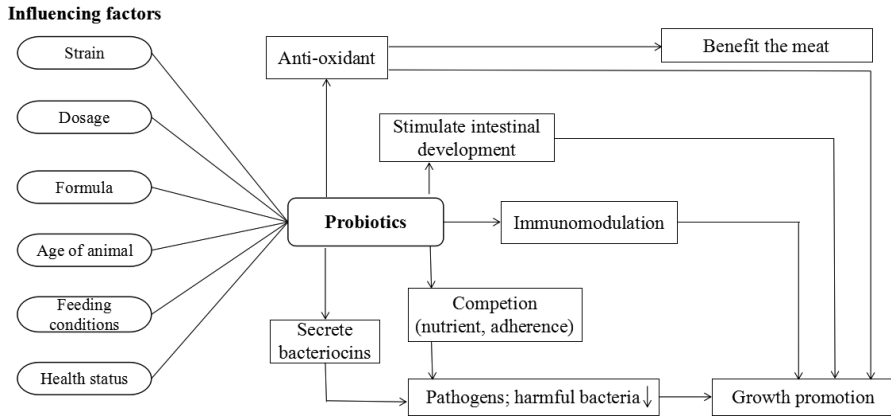 Influencing factors
Strain
Dosage
Formula
Age of animal
Feeding
conditions
Health status
Probiotics
Anti-oxidant
Benefit the meat
Stimulate intestinal
development
Immunomodulation
Competion
(nutrient, adherence)
Secrete
bacteriocins
Pathogens; harmful bacteria↓
Growth promotion